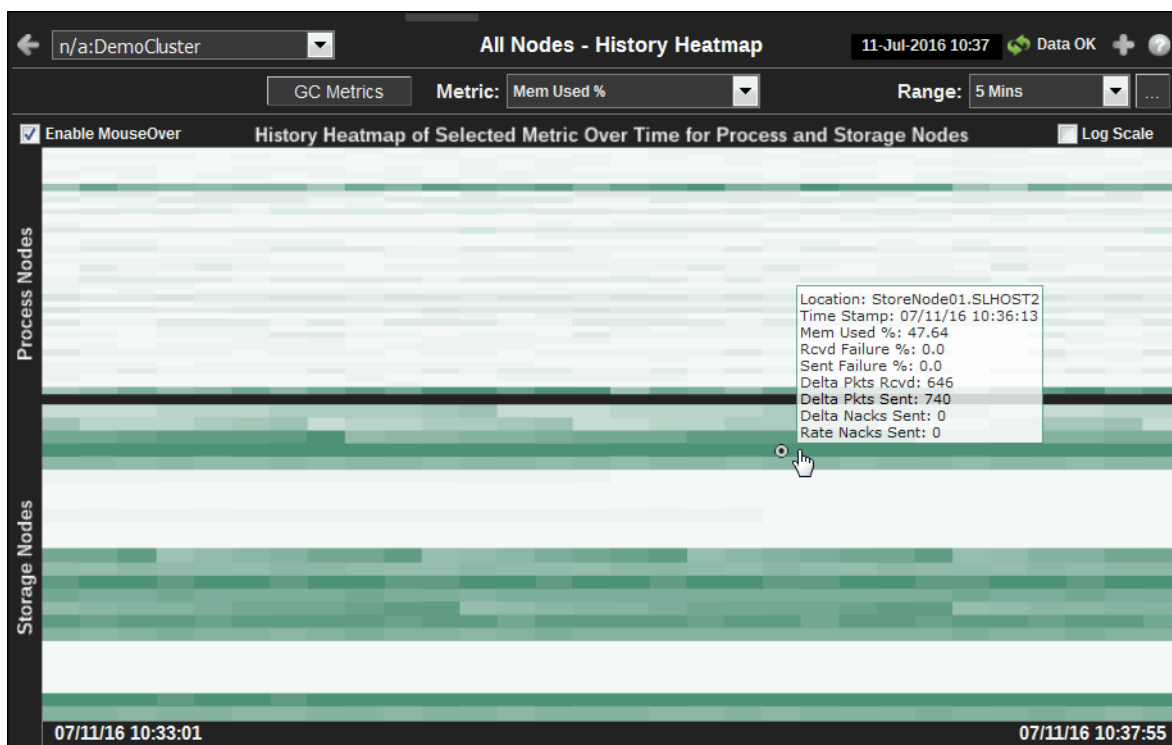 n/a:DemoCluster
All Nodes - History Heatmap
11-Jul-2016 10:37
Data OK
?
GC Metrics
Metric: Mem Used %
Range: 5 Mins
...
Enable MouseOver
History Heatmap of Selected Metric Over Time for Process and Storage Nodes
Log Scale
Process Nodes
Location: StoreNode01.SLHOST2
Time Stamp: 07/11/16 10:36:13
Mem Used %: 47.64
Rcvd Failure %: 0.0
Sent Failure %: 0.0
Delta Pkts Rcvd: 646
Delta Pkts Sent: 740
Delta Nacks Sent: 0
Rate Nacks Sent: 0
Storage Nodes
07/11/16 10:33:01
07/11/16 10:37:55